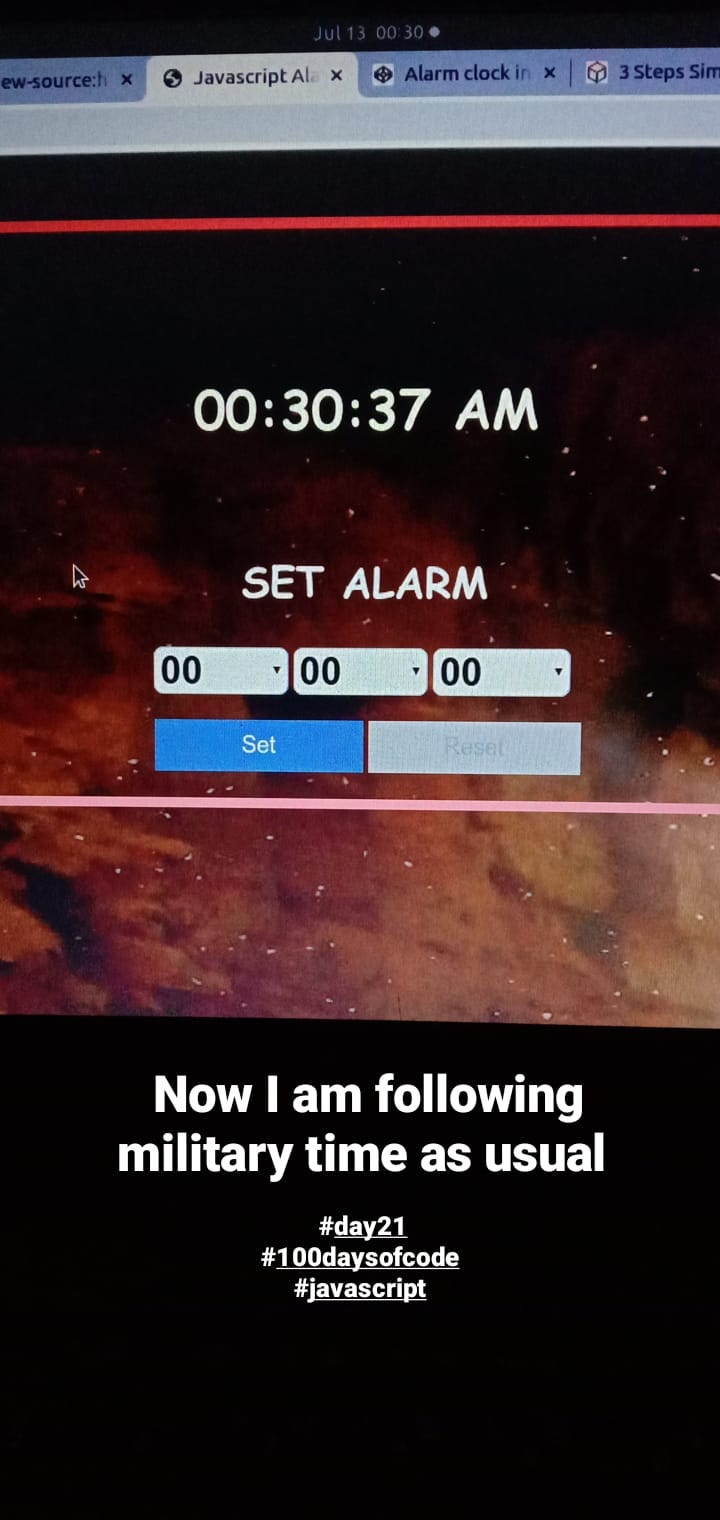 Jul 13 00:30
ew-source:h
Javascript Ala
Alarm clock in
3 Steps Sim
00:30:37 AM
SET ALARM
00 00 00
Set Reset
Now I am following
military time as usual
#day21
#100daysofcode
#javascript